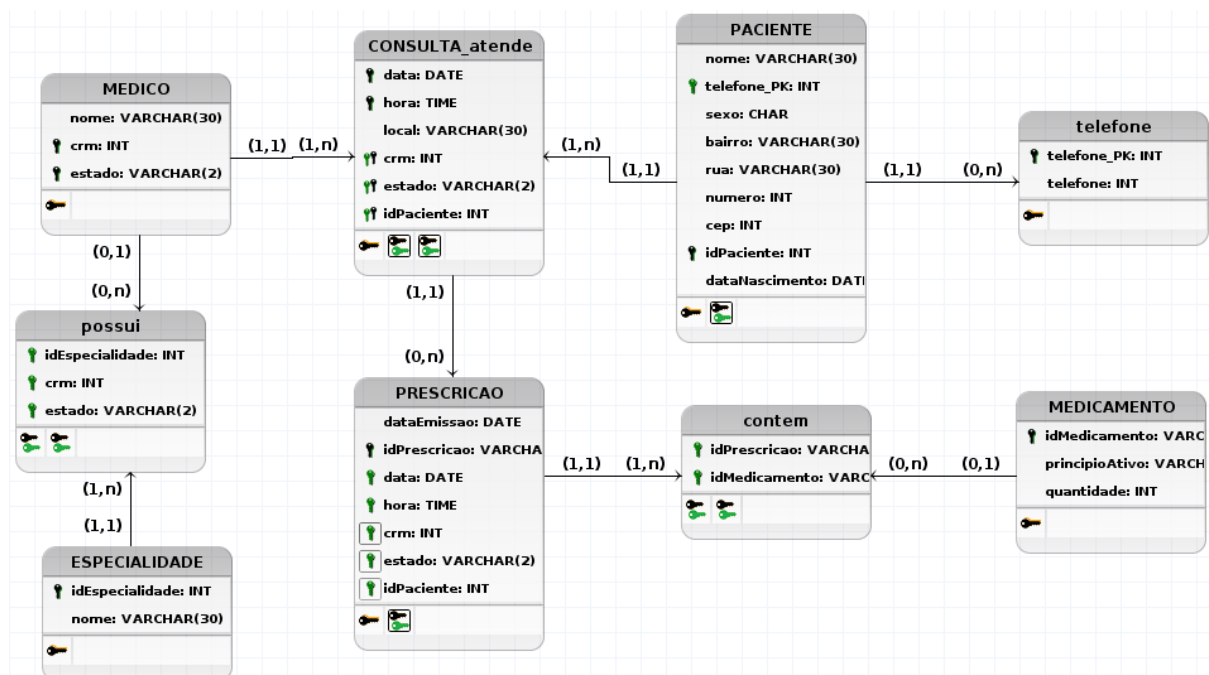 MEDICO
nome: VARCHAR(30)
crm: INT
estado: VARCHAR(2)
(1,1)
(1,n)
CONSULTA_atende
data: DATE
hora: TIME
local: VARCHAR(30)
crm: INT
estado: VARCHAR(2)
idPaciente: INT
(1,n)
(1,1)
PACIENTE
nome: VARCHAR(30)
telefone_PK: INT
sexo: CHAR
bairro: VARCHAR(30)
rua: VARCHAR(30)
numero: INT
cep: INT
idPaciente: INT
dataNascimento: DATE
(1,1)
(0,n)
telefone
telefone_PK: INT
telefone: INT
(0,1)
(0,n)
possui
idEspecialidade: INT
crm: INT
estado: VARCHAR(2)
(1,n)
(1,1)
ESPECIALIDADE
idEspecialidade: INT
nome: VARCHAR(30)
(1,1)
(0,n)
PRESCRICAO
dataEmissao: DATE
idPrescricao: VARCHA
data: DATE
hora: TIME
crm: INT
estado: VARCHAR(2)
idPaciente: INT
(1,1)
(1,n)
contem
idPrescricao: VARCHA
idMedicamento: VARC
(0,n)
(0,1)
MEDICAMENTO
idMedicamento: VARC
principioAtivo: VARCH
quantidade: INT